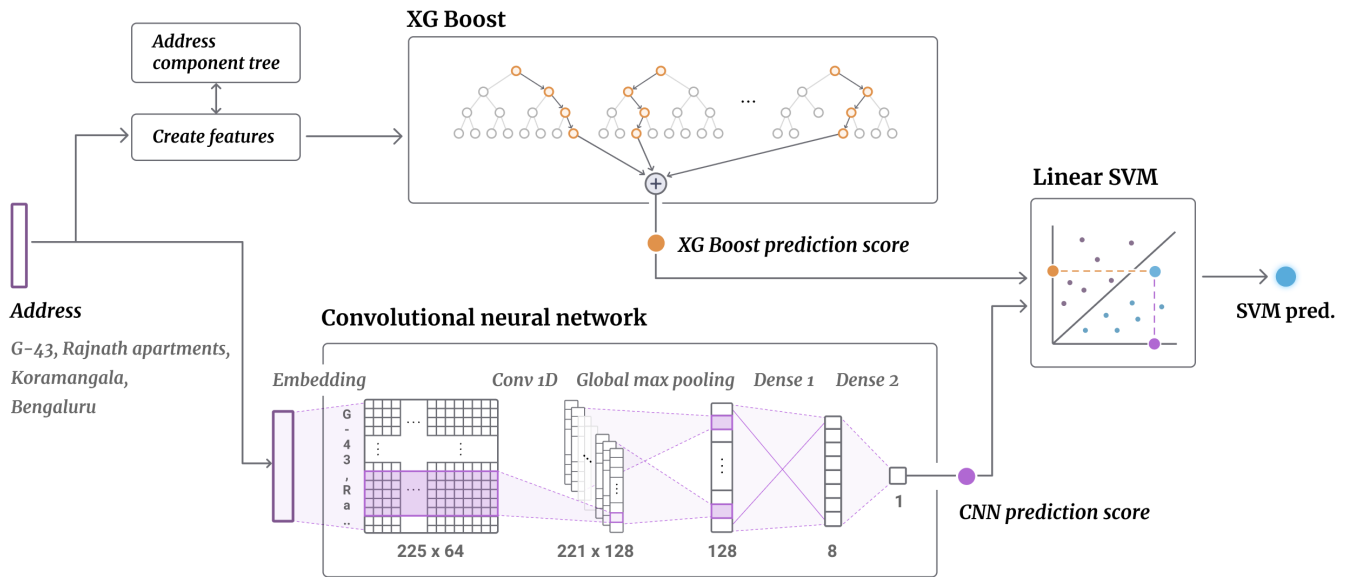 XG Boost
Address
component tree
Create features
...
+
XG Boost prediction score
Linear SVM
SVM pred.
Address
G-43, Rajnath apartments,
Koramangala,
Bengaluru
Convolutional neural network
Embedding
Conv 1D
Global max pooling
Dense 1
Dense 2
G
-
4
3
,
R
a
..
1
CNN prediction score
225 x 64
221 x 128
128
8